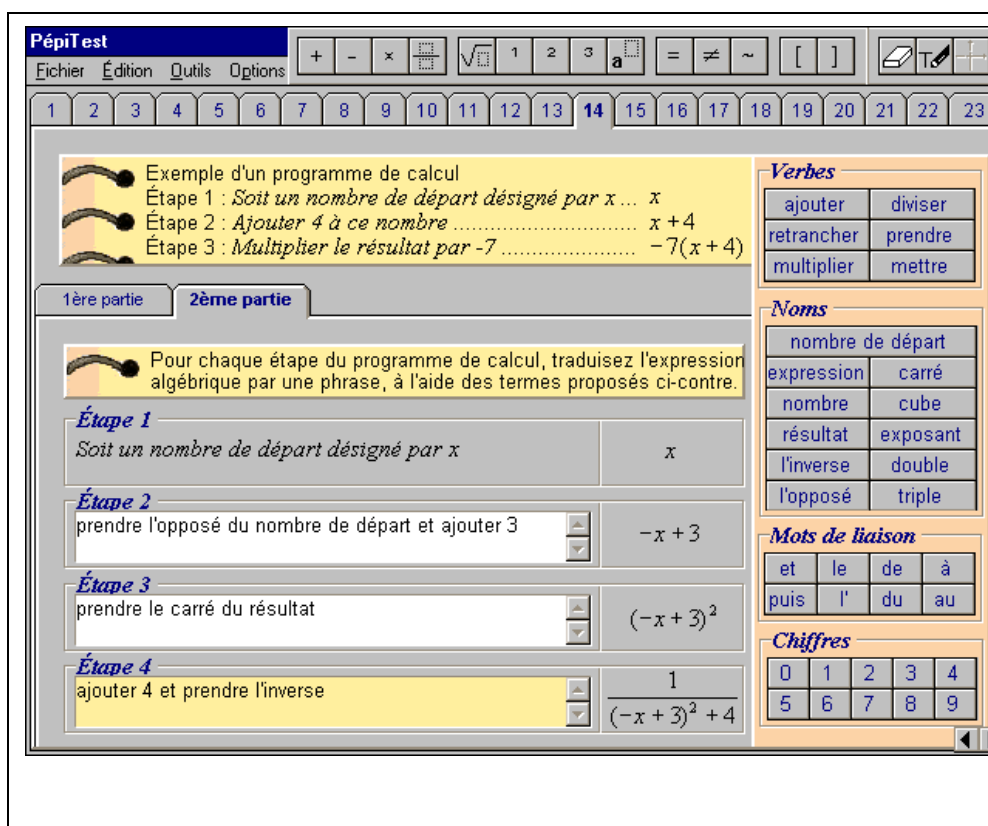 PépiTest
Fichier Édition Outils Options
+ - × √ 1 2 3 a = ≠ ~ [ ] T
1 2 3 4 5 6 7 8 9 10 11 12 13 14 15 16 17 18 19 20 21 22 23
Exemple d'un programme de calcul
Étape 1 : Soit un nombre de départ désigné par x ... x
Étape 2 : Ajouter 4 à ce nombre ............................ x + 4
Étape 3 : Multiplier le résultat par -7 ..................... −7(x + 4)
1ère partie 2ème partie
Pour chaque étape du programme de calcul, traduisez l'expression
algébrique par une phrase, à l'aide des termes proposés ci-contre.
Étape 1
Soit un nombre de départ désigné par x x
Étape 2
prendre l'opposé du nombre de départ et ajouter 3 −x + 3
Étape 3
prendre le carré du résultat (−x + 3)²
Étape 4
ajouter 4 et prendre l'inverse 1
(−x + 3)² + 4
Verbes
ajouter diviser
retrancher prendre
multiplier mettre
Noms
nombre de départ
expression carré
nombre cube
résultat exposant
l'inverse double
l'opposé triple
Mots de liaison
et le de à
puis l' du au
Chiffres
0 1 2 3 4
5 6 7 8 9